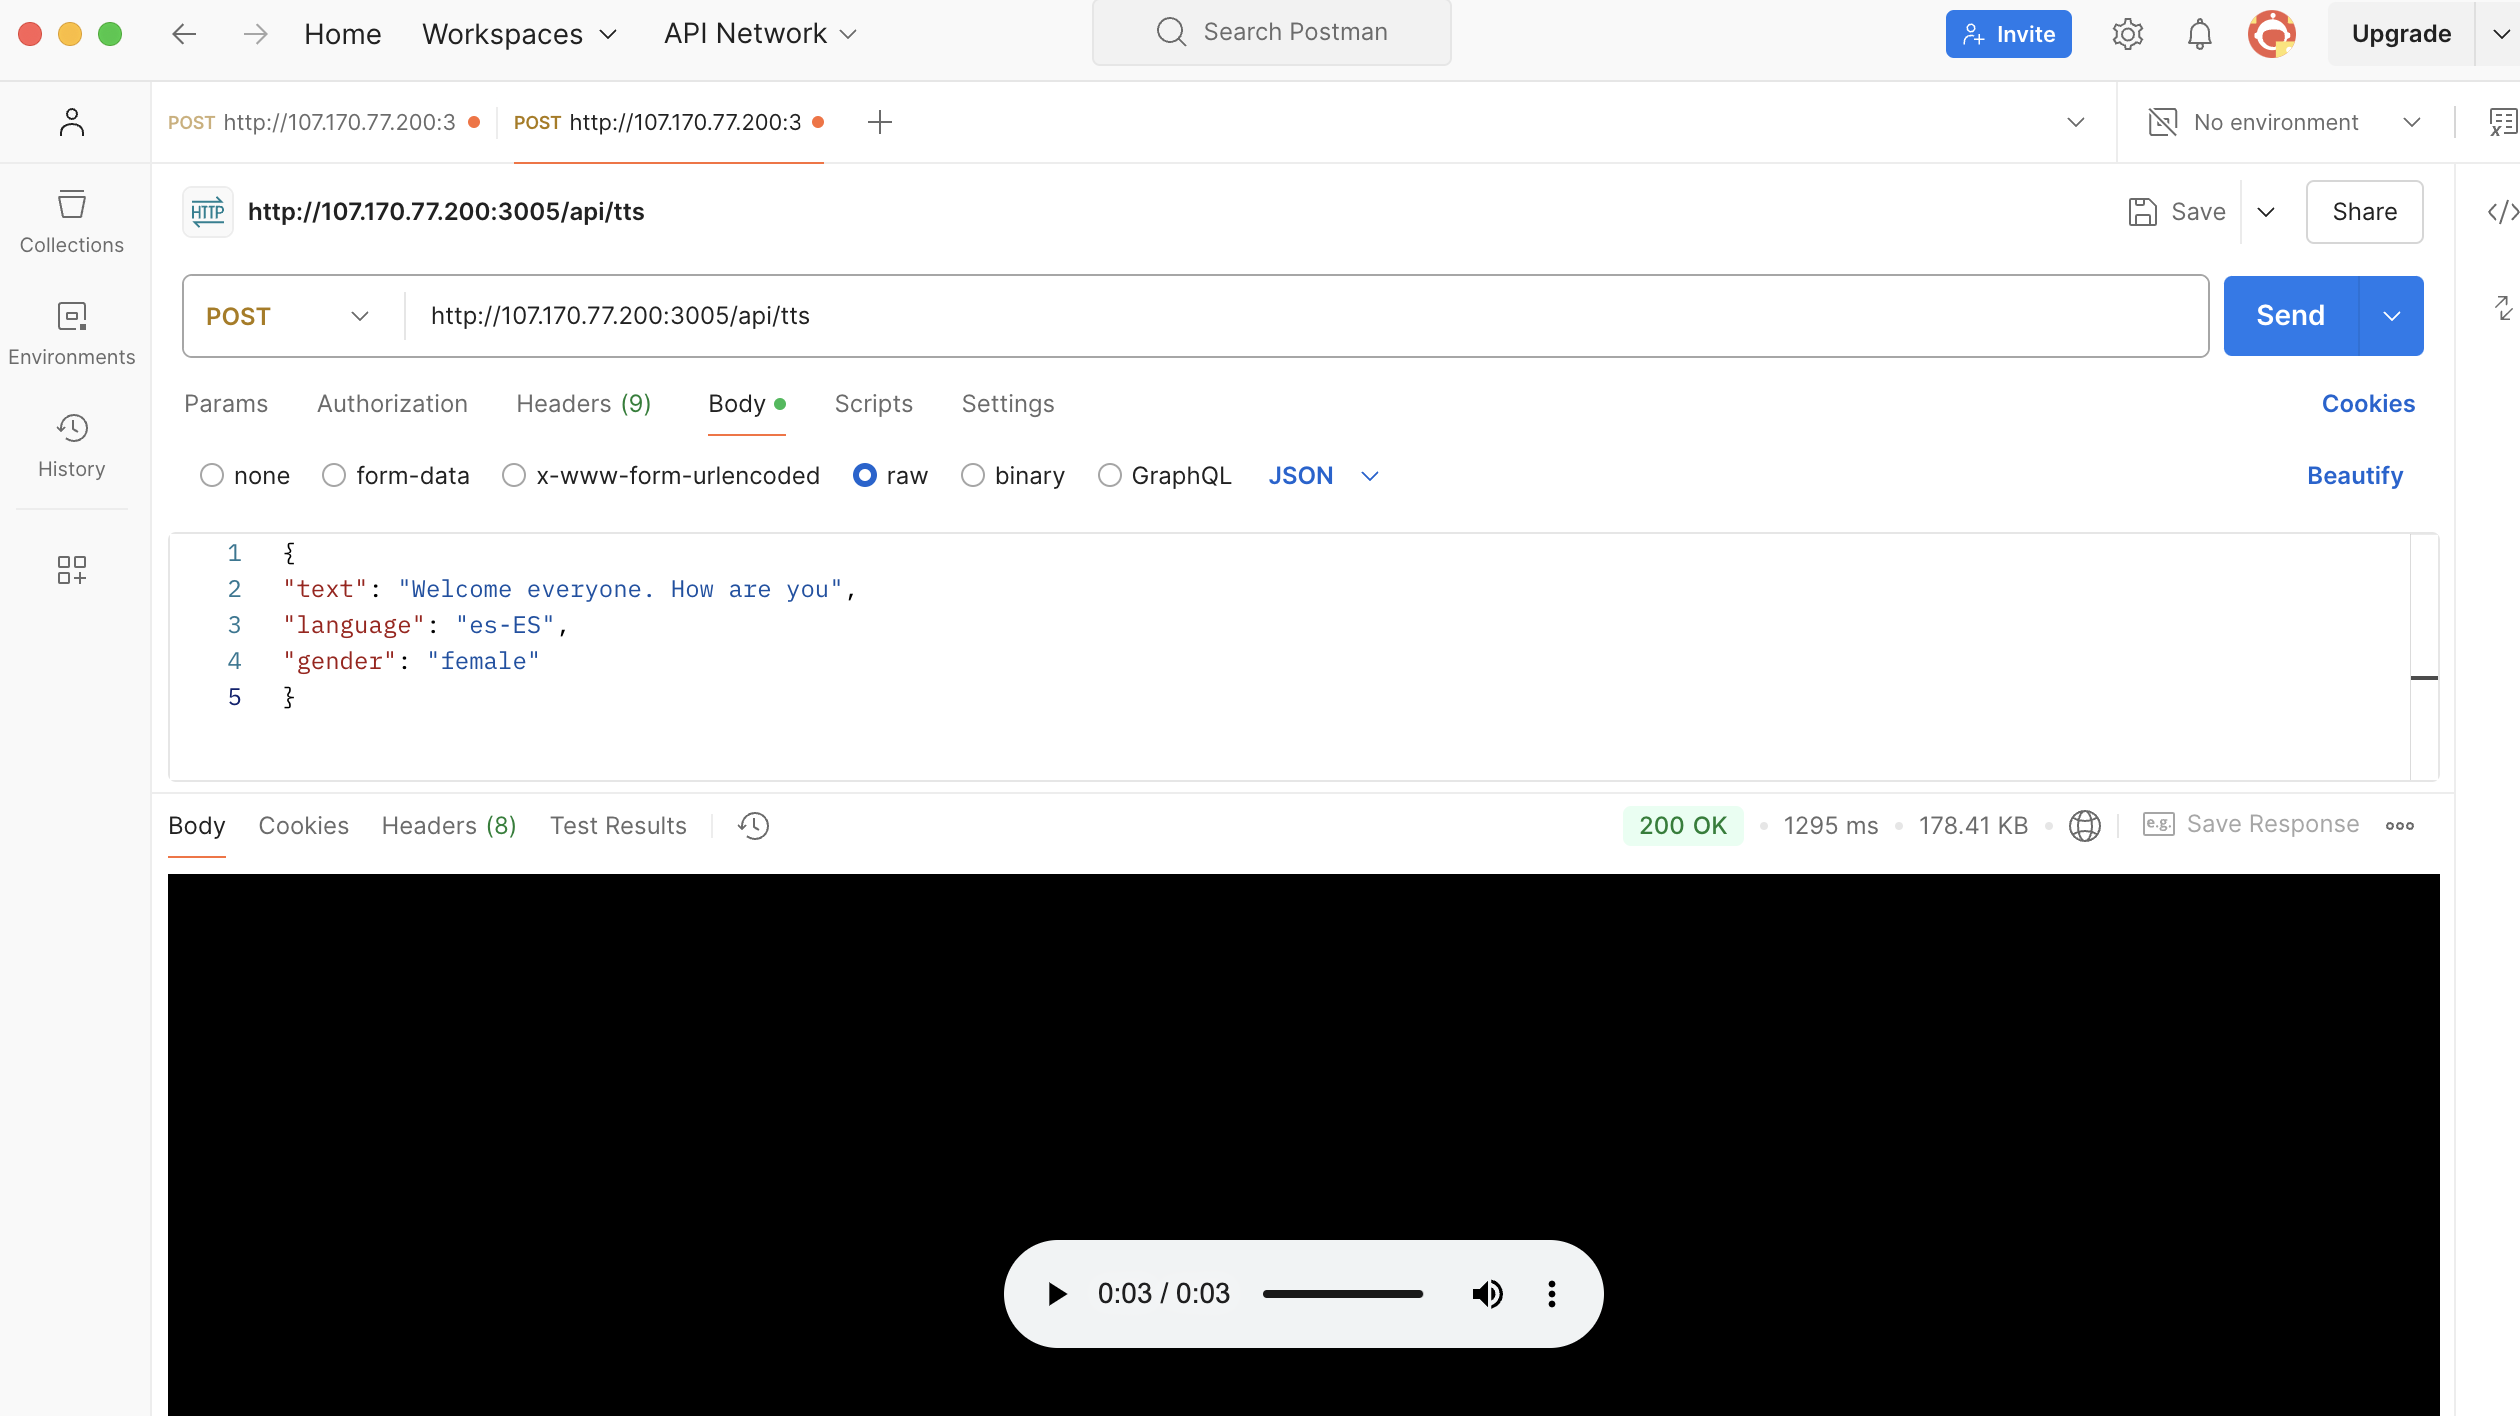 Home Workspaces API Network Search Postman Invite Upgrade
POST http://107.170.77.200:3 POST http://107.170.77.200:3 No environment
HTTP http://107.170.77.200:3005/api/tts Save Share
Collections
POST http://107.170.77.200:3005/api/tts Send
Environments
Params Authorization Headers (9) Body Scripts Settings Cookies
History
none form-data x-www-form-urlencoded raw binary GraphQL JSON Beautify
1 {
2 "text": "Welcome everyone. How are you",
3 "language": "es-ES",
4 "gender": "female"
5 }
Body Cookies Headers (8) Test Results 200 OK 1295 ms 178.41 KB e.g. Save Response
0:03 / 0:03